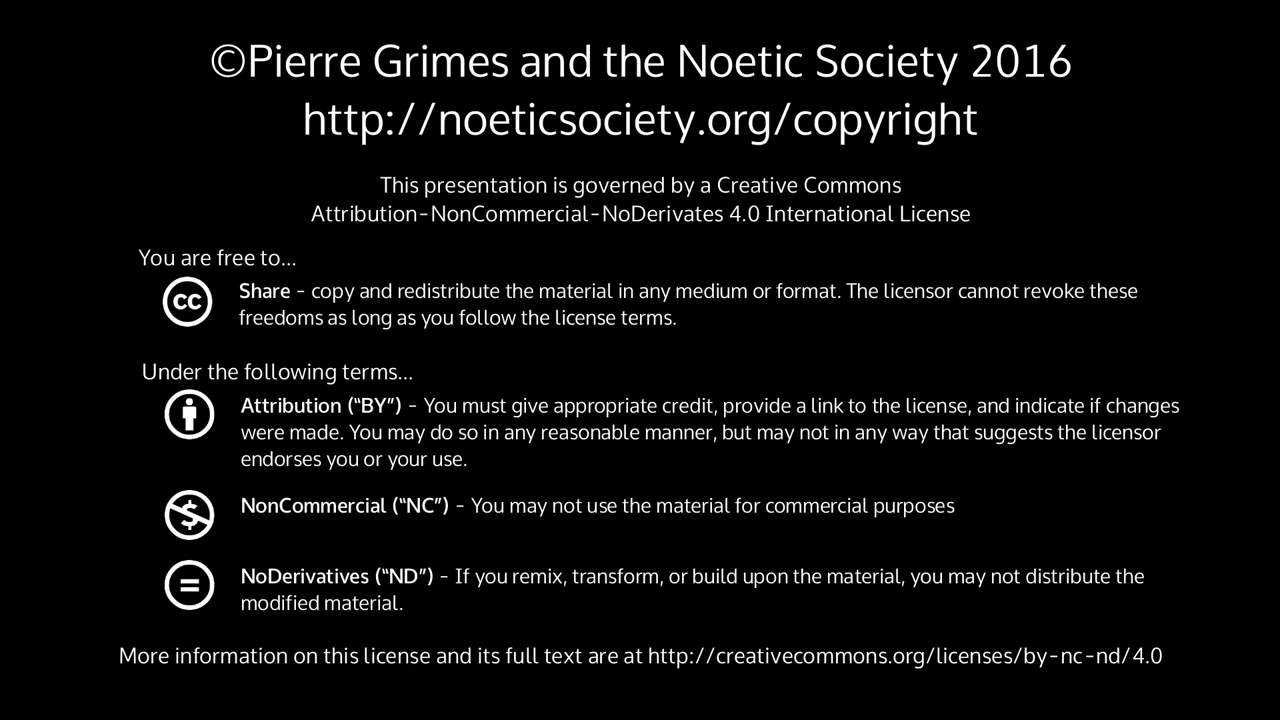 ©Pierre Grimes and the Noetic Society 2016
http://noeticsociety.org/copyright
This presentation is governed by a Creative Commons
Attribution-NonCommercial-NoDerivates 4.0 International License
You are free to...
cc
Share - copy and redistribute the material in any medium or format. The licensor cannot revoke these
freedoms as long as you follow the license terms.
Under the following terms...
Attribution (“BY”) - You must give appropriate credit, provide a link to the license, and indicate if changes
were made. You may do so in any reasonable manner, but may not in any way that suggests the licensor
endorses you or your use.
$
NonCommercial (“NC”) - You may not use the material for commercial purposes
=
NoDerivatives (“ND”) - If you remix, transform, or build upon the material, you may not distribute the
modified material.
More information on this license and its full text are at http://creativecommons.org/licenses/by-nc-nd/4.0